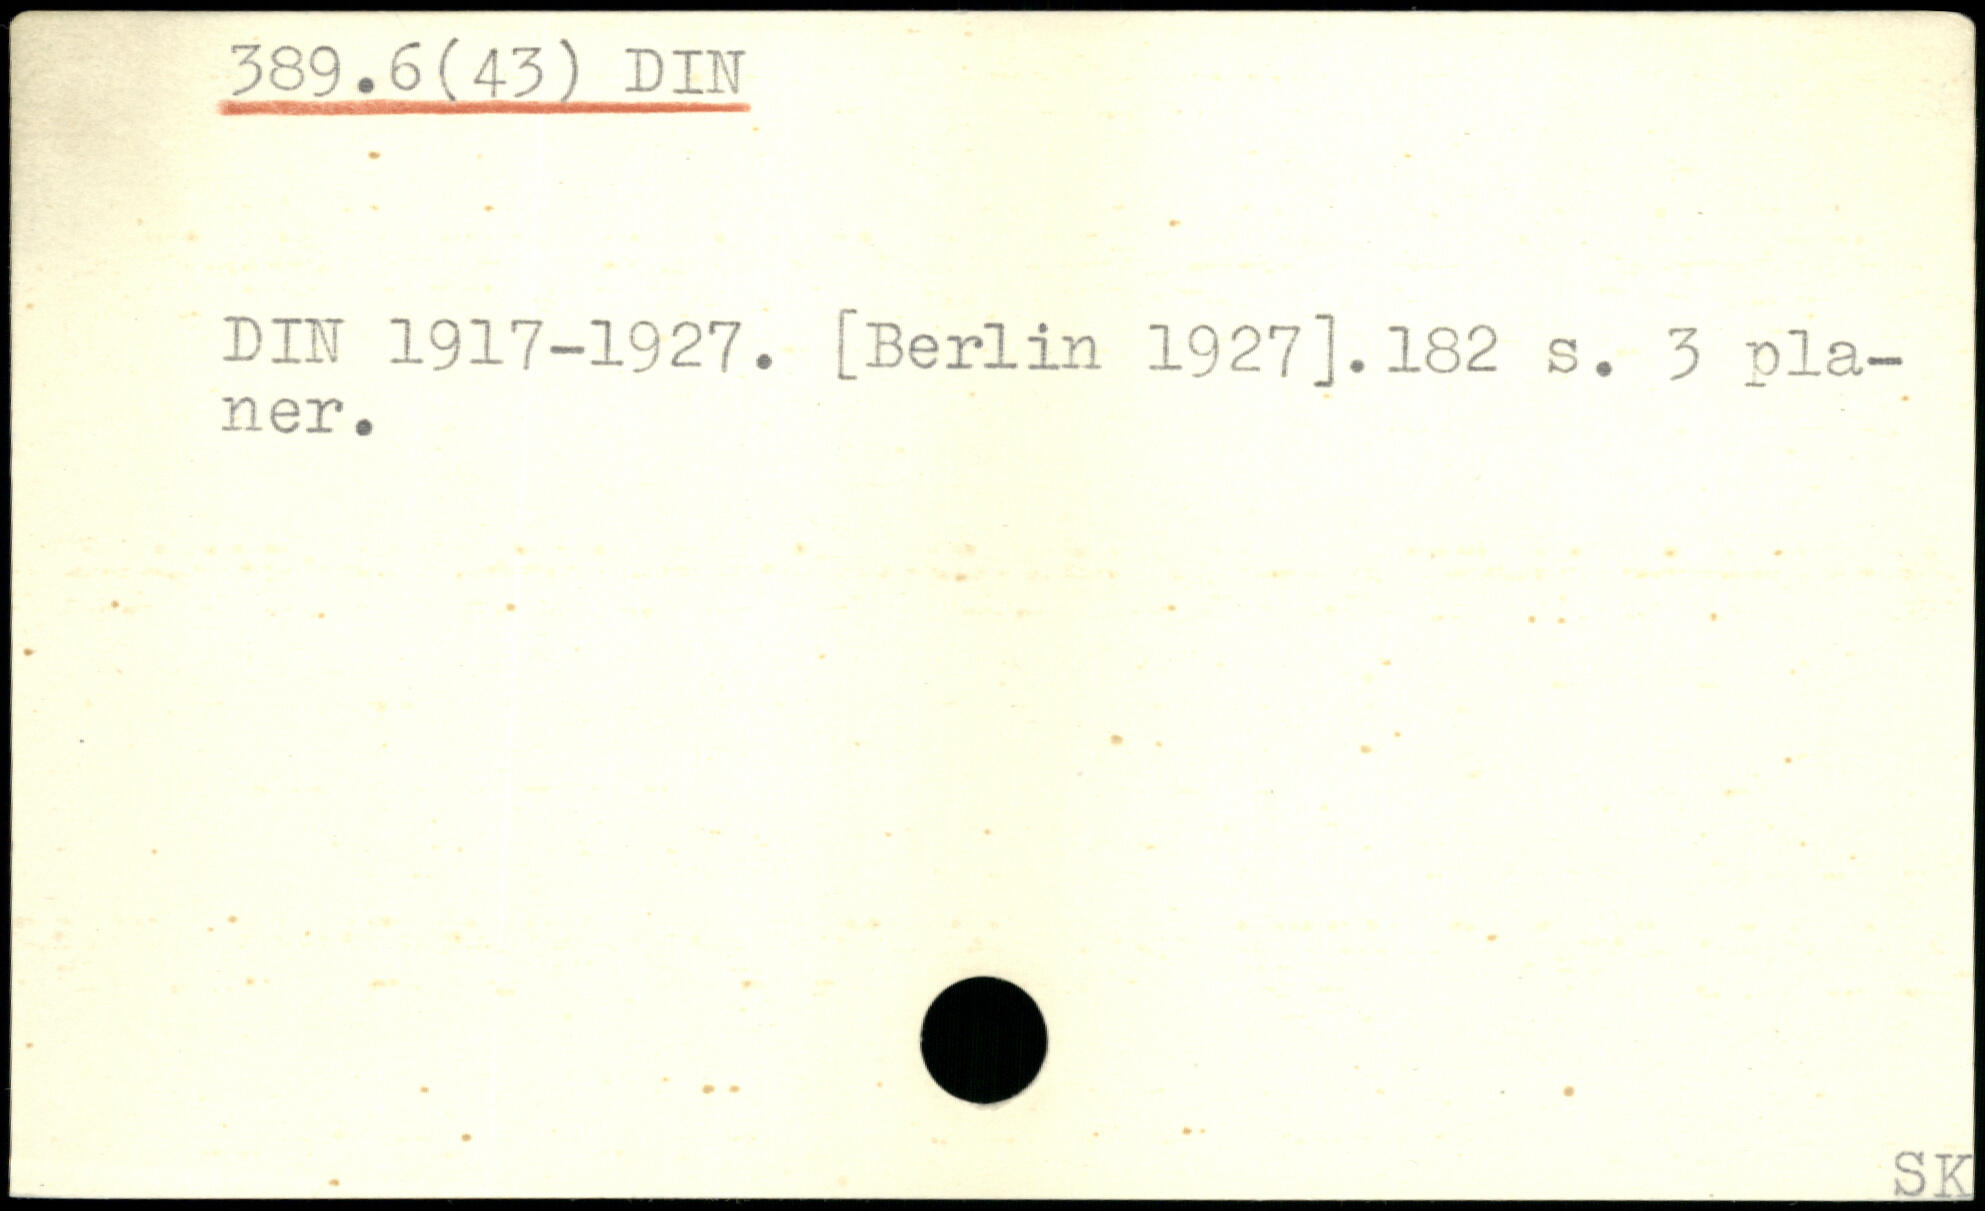 389.6(43) DIN
DIN 1917-1927. [Berlin 1927].182 s. 3 pla-
ner.
SK